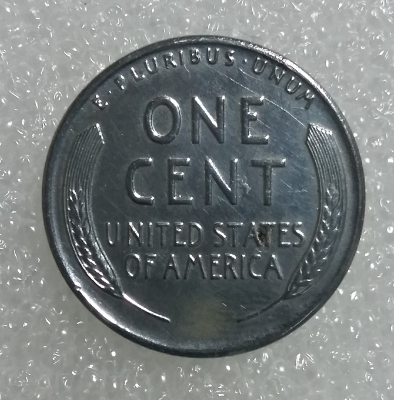 E·PLURIBUS·UNUM
ONE
CENT
UNITED STATES
OF AMERICA